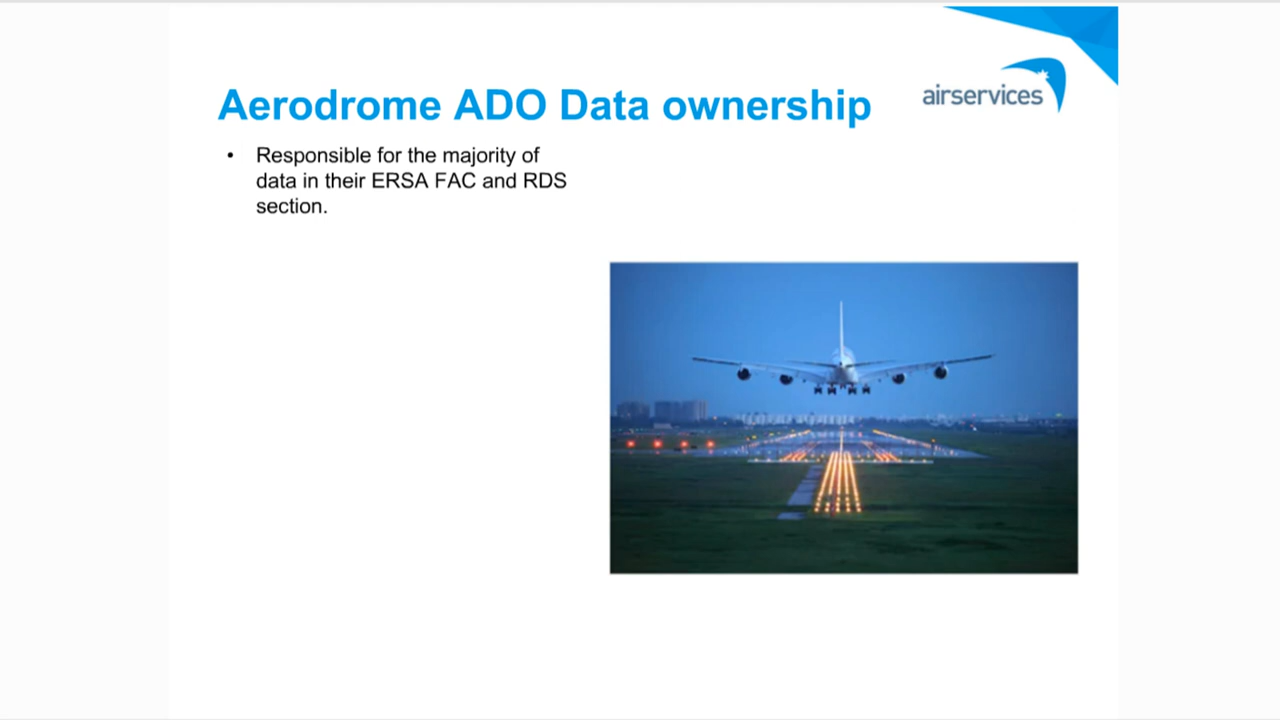 Aerodrome ADO Data ownership
airservices
• Responsible for the majority of
data in their ERSA FAC and RDS
section.